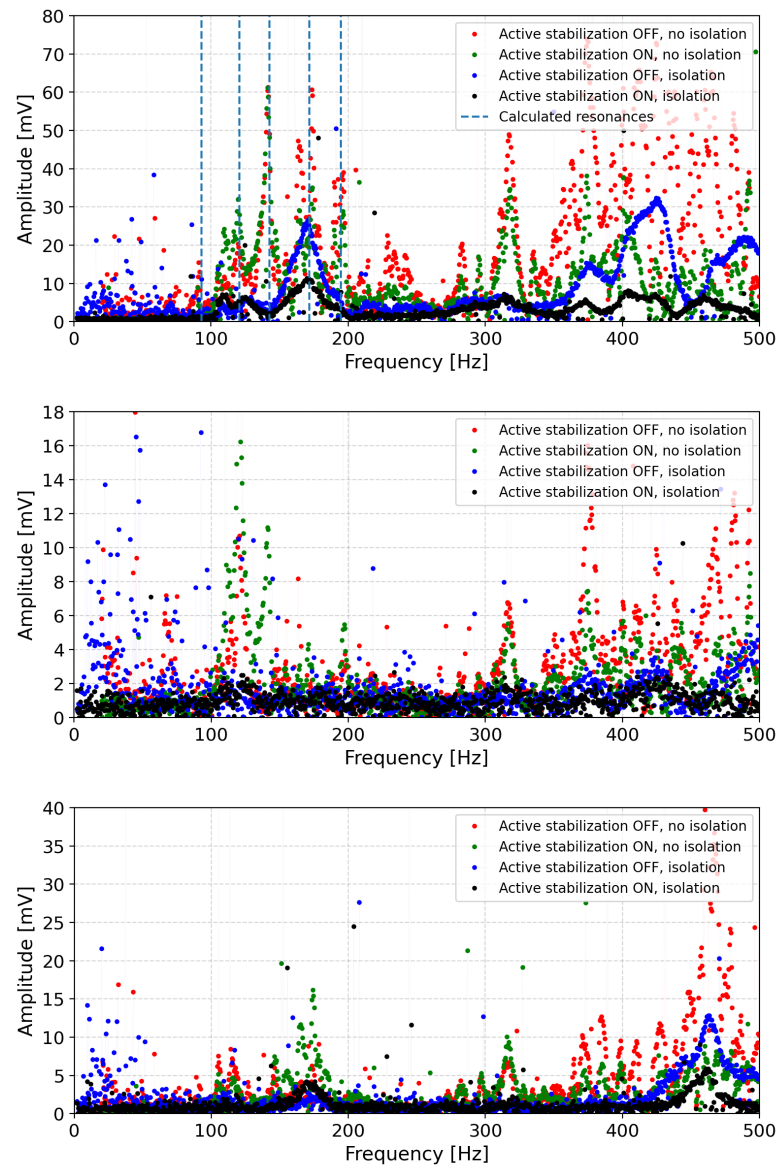 80
70
60
50
40
30
20
10
0
Amplitude [mV]
Active stabilization OFF, no isolation
Active stabilization ON, no isolation
Active stabilization OFF, isolation
Active stabilization ON, isolation
Calculated resonances
0 100 200 300 400 500
Frequency [Hz]
18
16
14
12
10
8
6
4
2
0
Amplitude [mV]
Active stabilization OFF, no isolation
Active stabilization ON, no isolation
Active stabilization OFF, isolation
Active stabilization ON, isolation
0 100 200 300 400 500
Frequency [Hz]
40
35
30
25
20
15
10
5
0
Amplitude [mV]
Active stabilization OFF, no isolation
Active stabilization ON, no isolation
Active stabilization OFF, isolation
Active stabilization ON, isolation
0 100 200 300 400 500
Frequency [Hz]